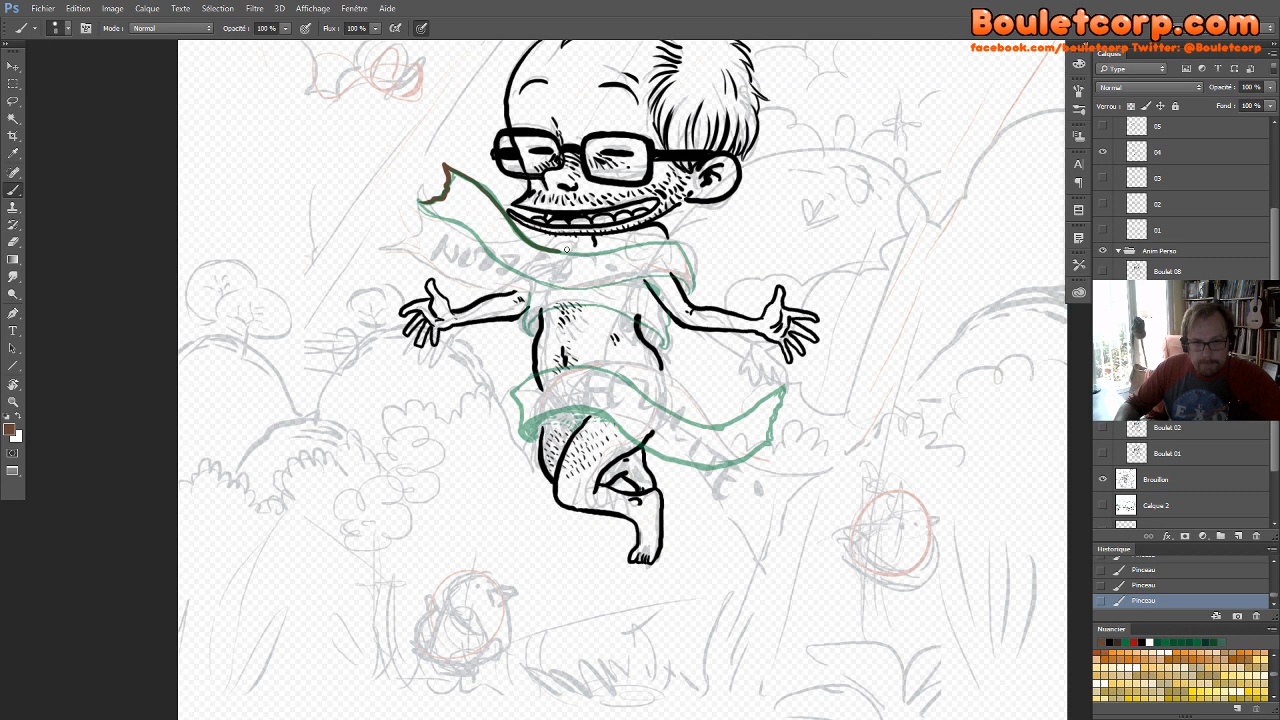 Ps Fichier Edition Image Calque Texte Sélection Filtre 3D Affichage Fenêtre Aide
Mode : Normal Opacité : 100 % Flux : 100 %
Bouletcorp.com
facebook.com/bouletcorp Twitter: @Bouletcorp
Calques
Type
Normal Opacité : 100 %
Verrou : Fond : 100 %
05
04
03
02
01
Anim Perso
Boulet 08
Boulet 02
Boulet 01
Brouillon
Calque 2
Historique
Pinceau
Pinceau
Pinceau
Pinceau
Nuancier